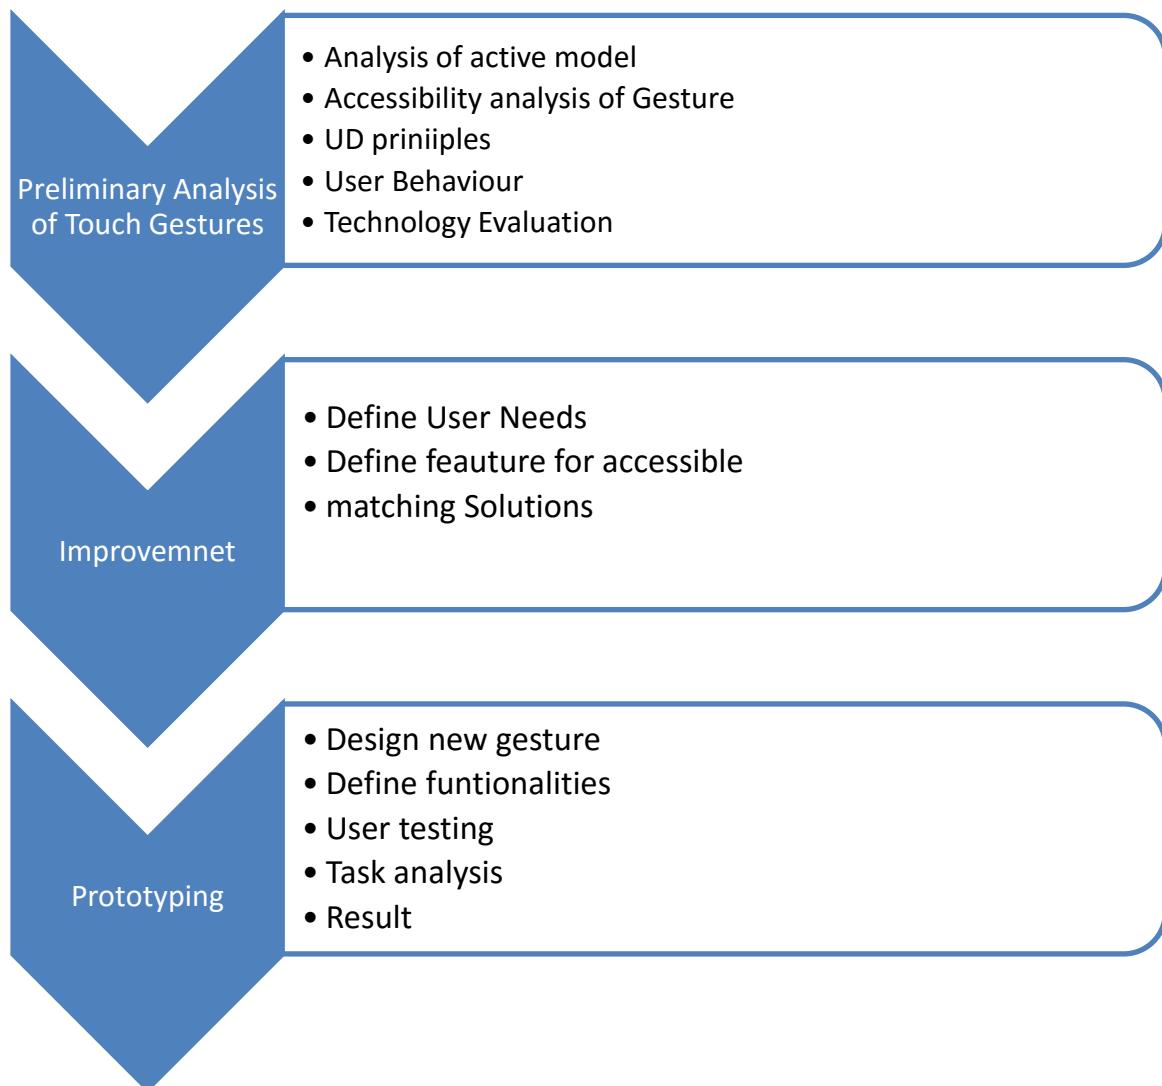 Preliminary Analysis
of Touch Gestures
• Analysis of active model
• Accessibility analysis of Gesture
• UD priniiples
• User Behaviour
• Technology Evaluation
Improvemnet
• Define User Needs
• Define feauture for accessible
• matching Solutions
Prototyping
• Design new gesture
• Define funtionalities
• User testing
• Task analysis
• Result